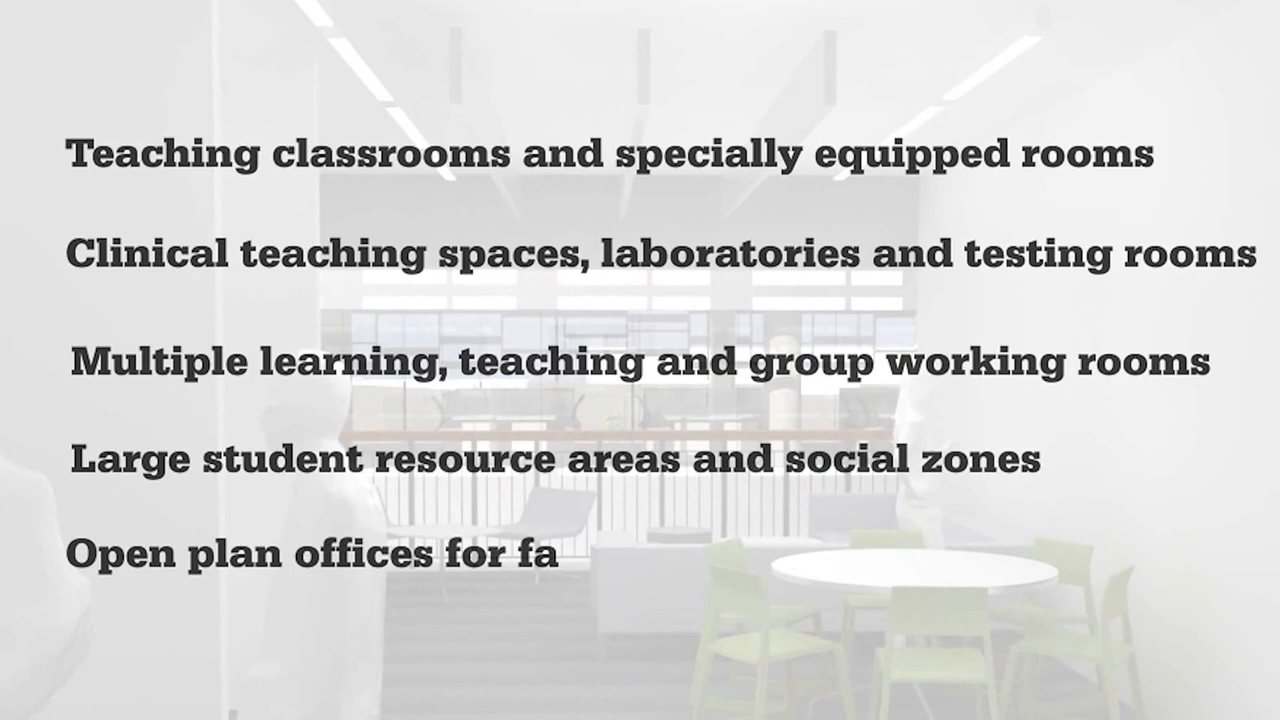 Teaching classrooms and specially equipped rooms
Clinical teaching spaces, laboratories and testing rooms
Multiple learning, teaching and group working rooms
Large student resource areas and social zones
Open plan offices for fa